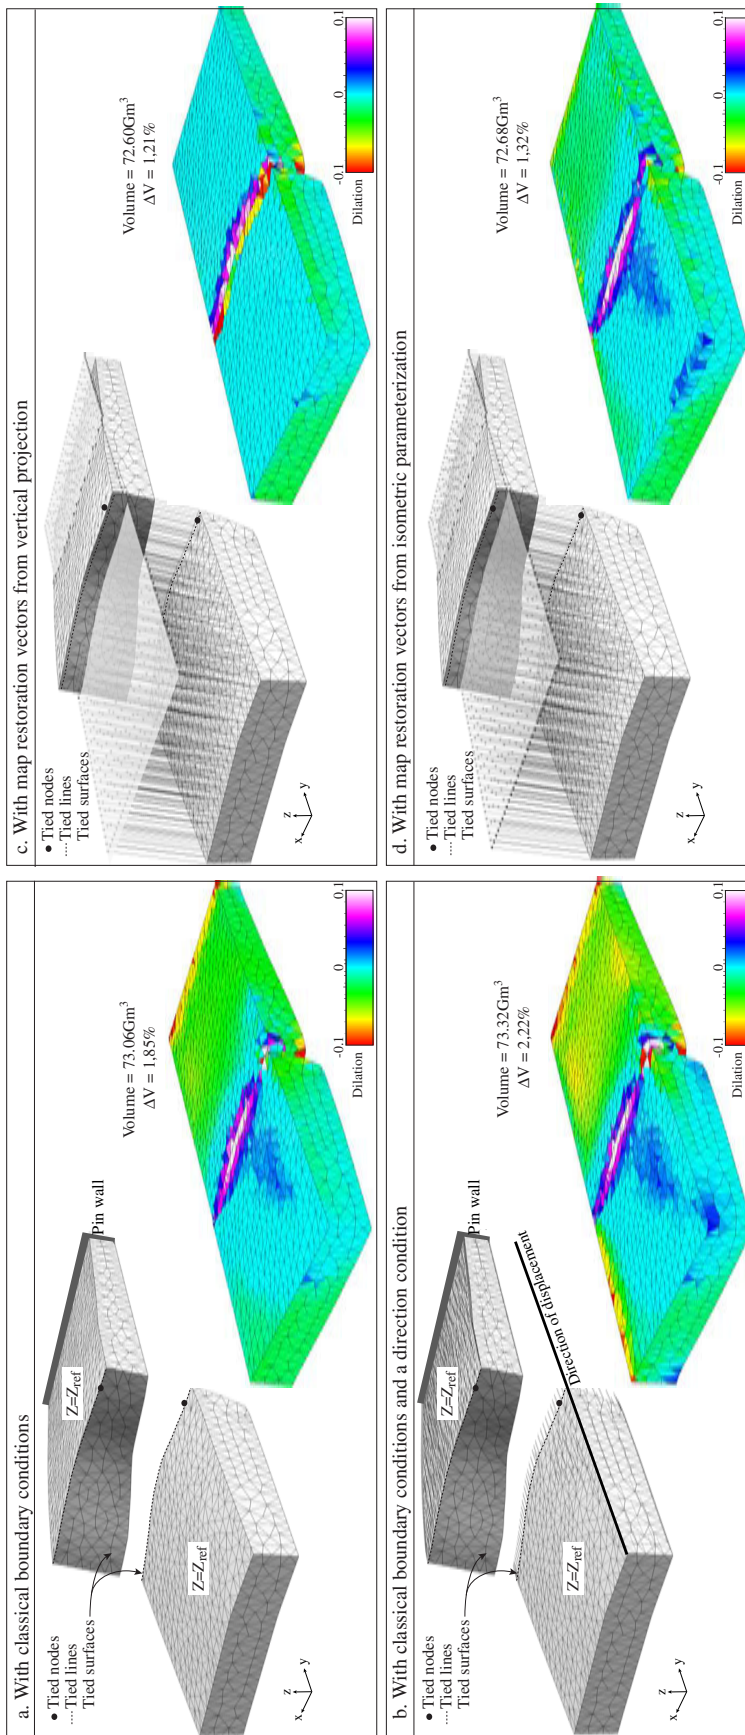 a. With classical boundary conditions
● Tied nodes
Tied lines
Tied surfaces
Z=Z_ref
Z=Z_ref
Pin wall
x
z
y
Volume = 73.06Gm³
ΔV = 1,85%
-0.1
0
0.1
Dilation
c. With map restoration vectors from vertical projection
● Tied nodes
Tied lines
Tied surfaces
x
z
y
Volume = 72.60Gm³
ΔV = 1,21%
-0.1
0
0.1
Dilation
b. With classical boundary conditions and a direction condition
● Tied nodes
Tied lines
Tied surfaces
Z=Z_ref
Z=Z_ref
Pin wall
Direction of displacement
x
z
y
Volume = 73.32Gm³
ΔV = 2,22%
-0.1
0
0.1
Dilation
d. With map restoration vectors from isometric parameterization
● Tied nodes
Tied lines
Tied surfaces
x
z
y
Volume = 72.68Gm³
ΔV = 1,32%
-0.1
0
0.1
Dilation